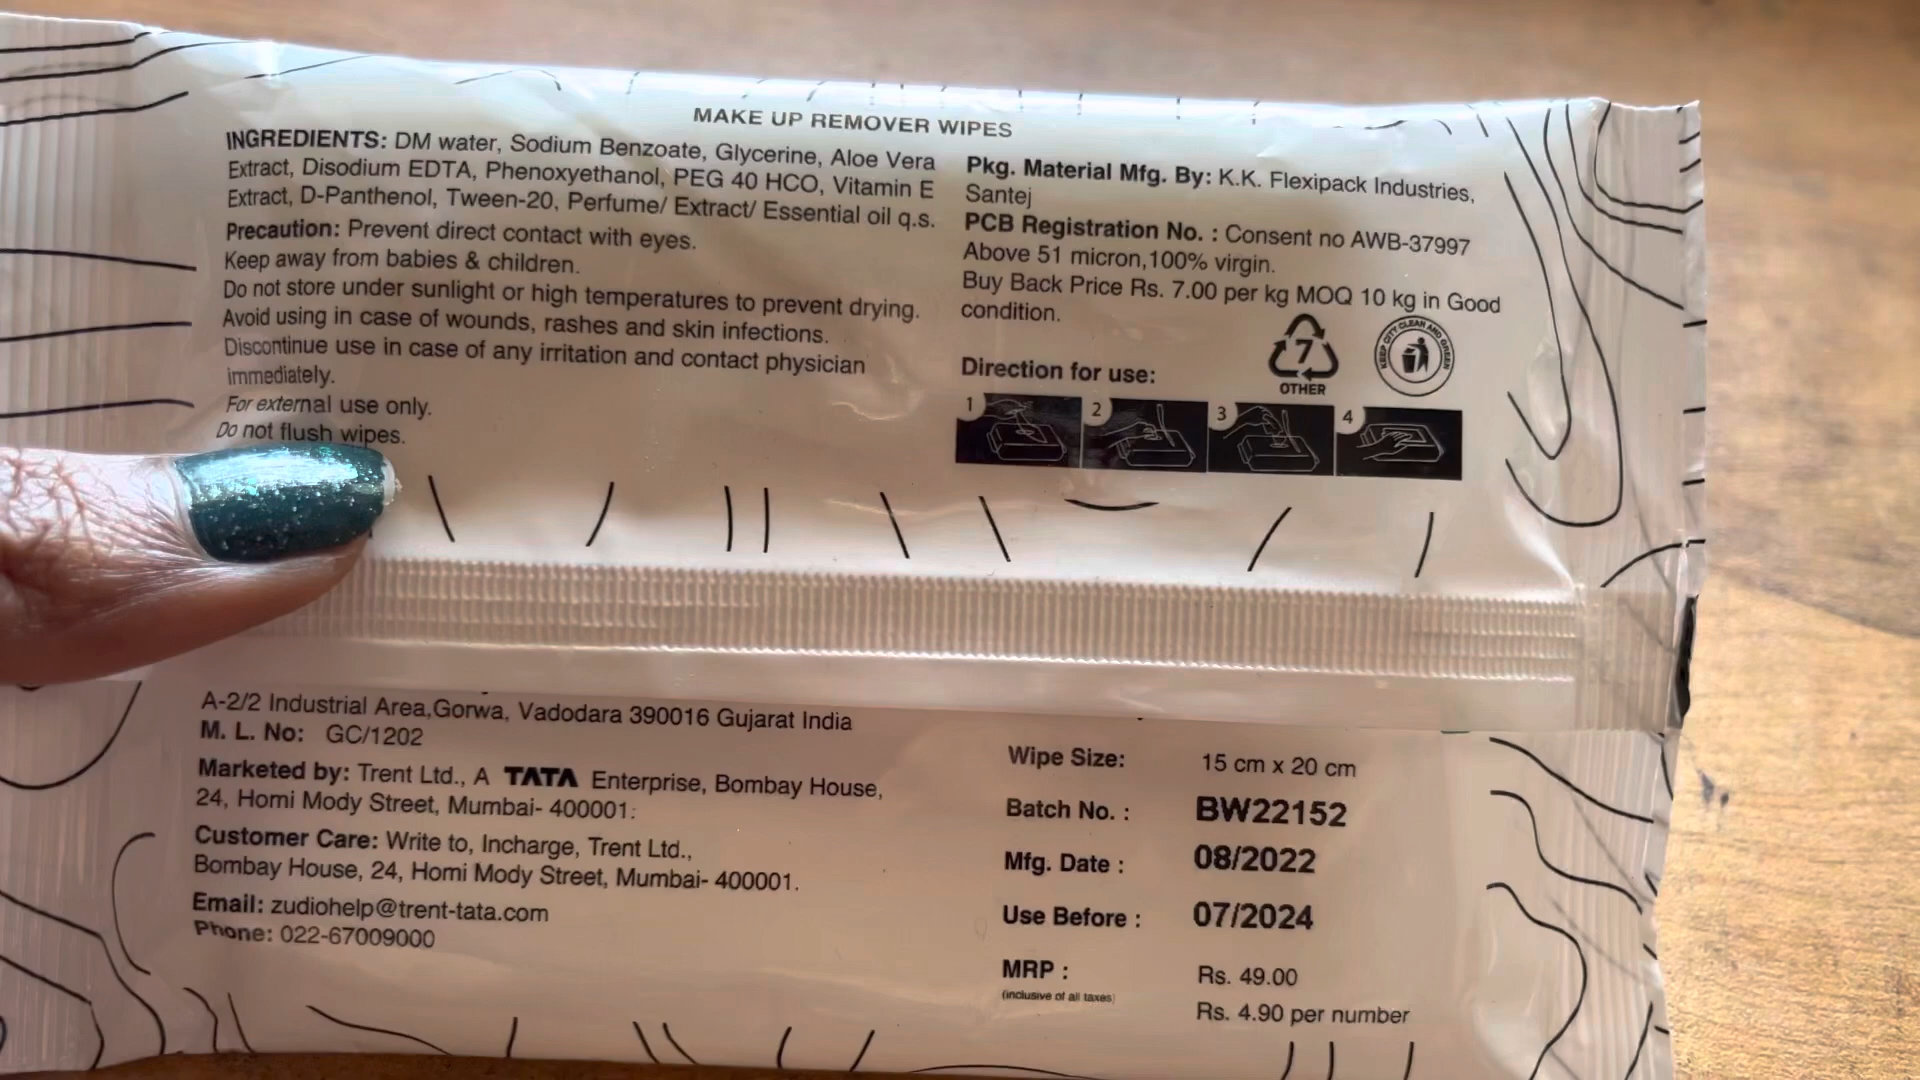 MAKE UP REMOVER WIPES
INGREDIENTS: DM water, Sodium Benzoate, Glycerine, Aloe Vera
Extract, Disodium EDTA, Phenoxyethanol, PEG 40 HCO, Vitamin E
Extract, D-Panthenol, Tween-20, Perfume/ Extract/ Essential oil q.s.
Precaution: Prevent direct contact with eyes.
Keep away from babies & children.
Do not store under sunlight or high temperatures to prevent drying.
Avoid using in case of wounds, rashes and skin infections.
Discontinue use in case of any irritation and contact physician
immediately.
For external use only.
Do not flush wipes.
Pkg. Material Mfg. By: K.K. Flexipack Industries,
Santej
PCB Registration No. : Consent no AWB-37997
Above 51 micron,100% virgin.
Buy Back Price Rs. 7.00 per kg MOQ 10 kg in Good
condition.
7
OTHER
KEEP CITY CLEAN AND GREEN
Direction for use:
1 2 3 4
A-2/2 Industrial Area,Gorwa, Vadodara 390016 Gujarat India
M. L. No: GC/1202
Marketed by: Trent Ltd., A TATA Enterprise, Bombay House,
24, Homi Mody Street, Mumbai- 400001.
Customer Care: Write to, Incharge, Trent Ltd.,
Bombay House, 24, Homi Mody Street, Mumbai- 400001.
Email: zudiohelp@trent-tata.com
Phone: 022-67009000
Wipe Size: 15 cm x 20 cm
Batch No. : BW22152
Mfg. Date : 08/2022
Use Before : 07/2024
MRP : Rs. 49.00
(inclusive of all taxes)
Rs. 4.90 per number